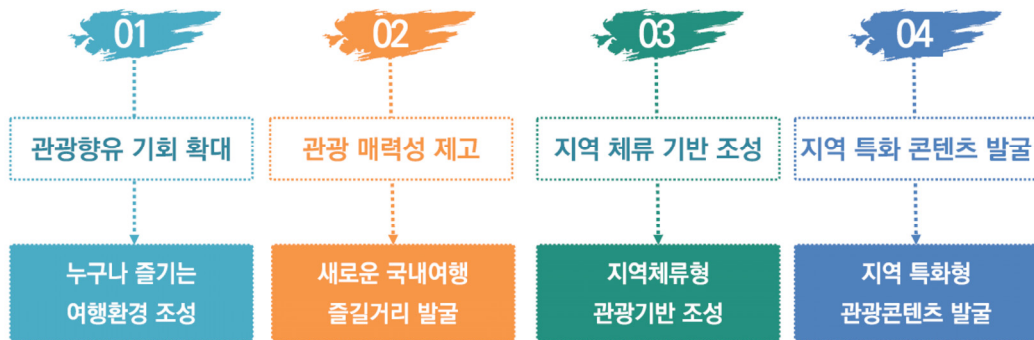 01
관광향유 기회 확대
누구나 즐기는
여행환경 조성
02
관광 매력성 제고
새로운 국내여행
즐길거리 발굴
03
지역 체류 기반 조성
지역체류형
관광기반 조성
04
지역 특화 콘텐츠 발굴
지역 특화형
관광콘텐츠 발굴